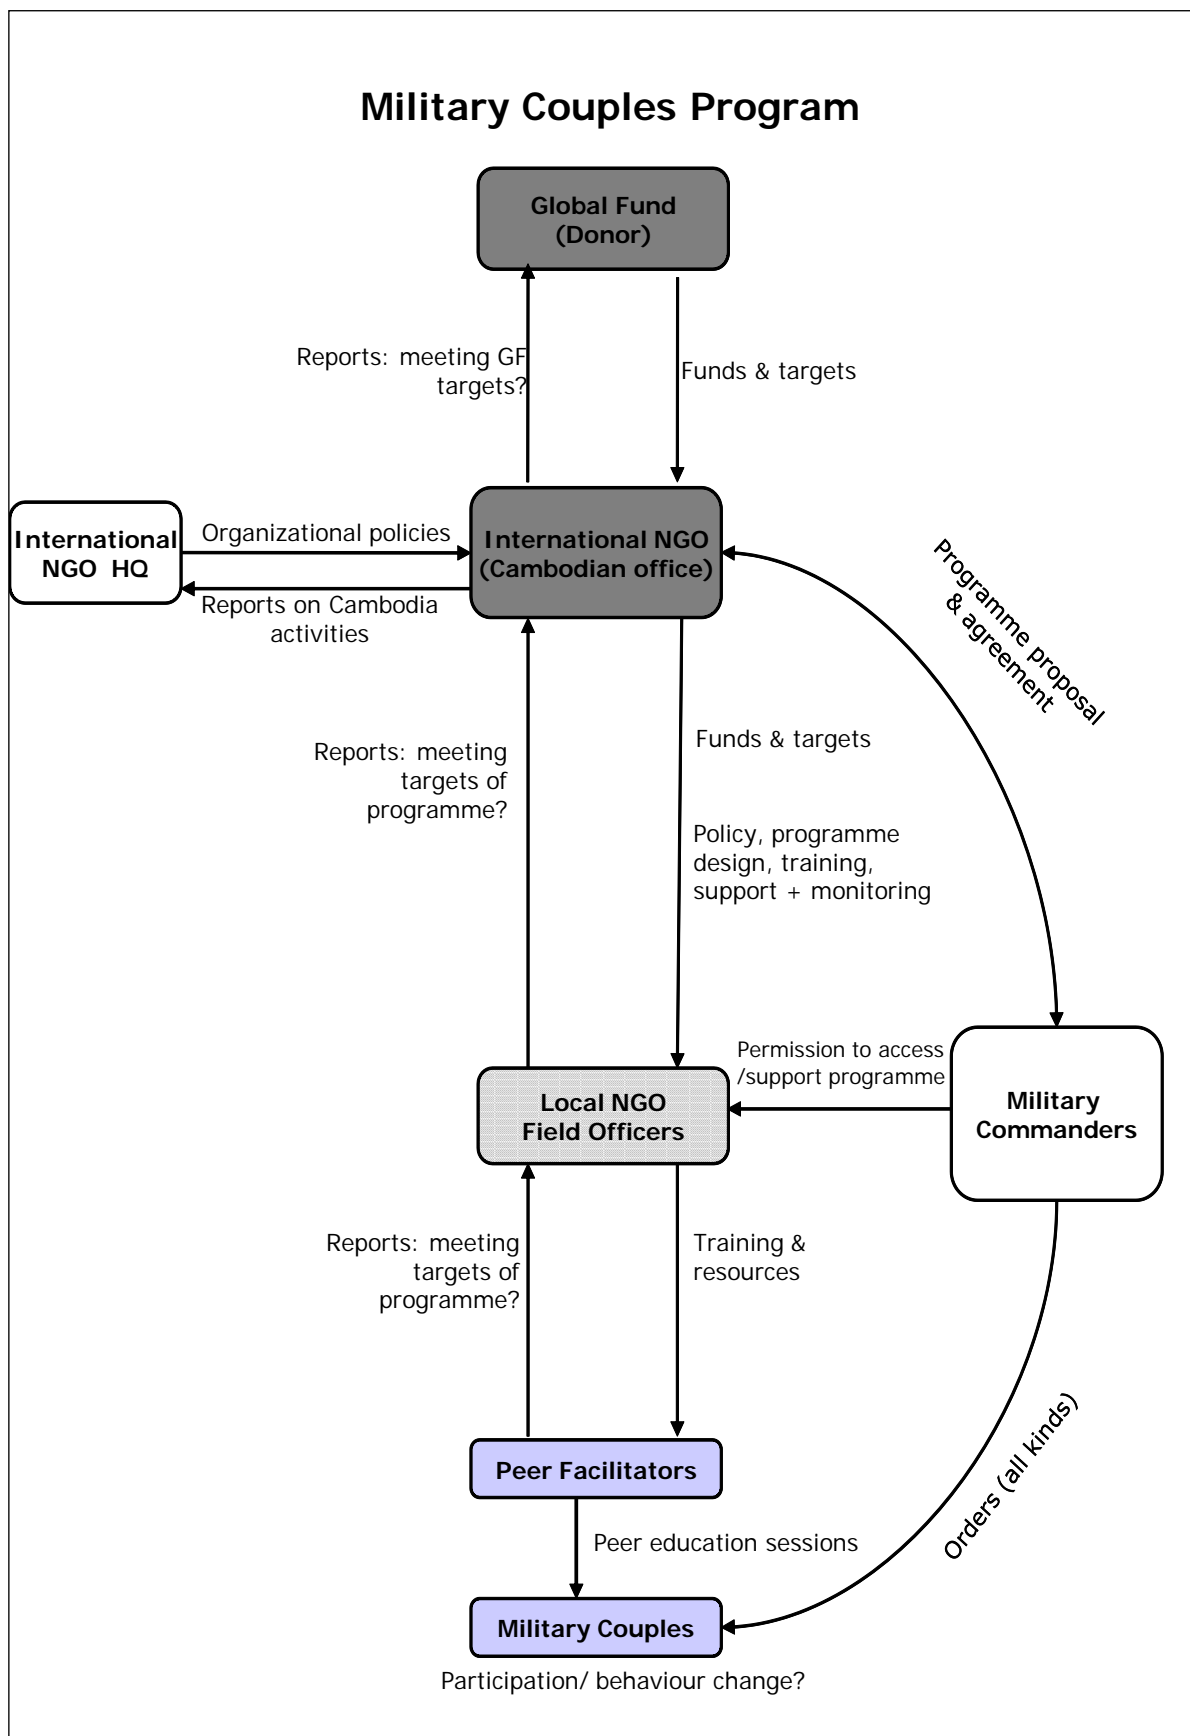 Military Couples Program
Global Fund
(Donor)
Reports: meeting GF
targets?
Funds & targets
International
NGO HQ
Organizational policies
Reports on Cambodia
activities
International NGO
(Cambodian office)
Programme proposal
& agreement
Reports: meeting
targets of
programme?
Funds & targets
Policy, programme
design, training,
support + monitoring
Permission to access
/support programme
Military
Commanders
Local NGO
Field Officers
Reports: meeting
targets of
programme?
Training &
resources
Orders (all kinds)
Peer Facilitators
Peer education sessions
Military Couples
Participation/ behaviour change?